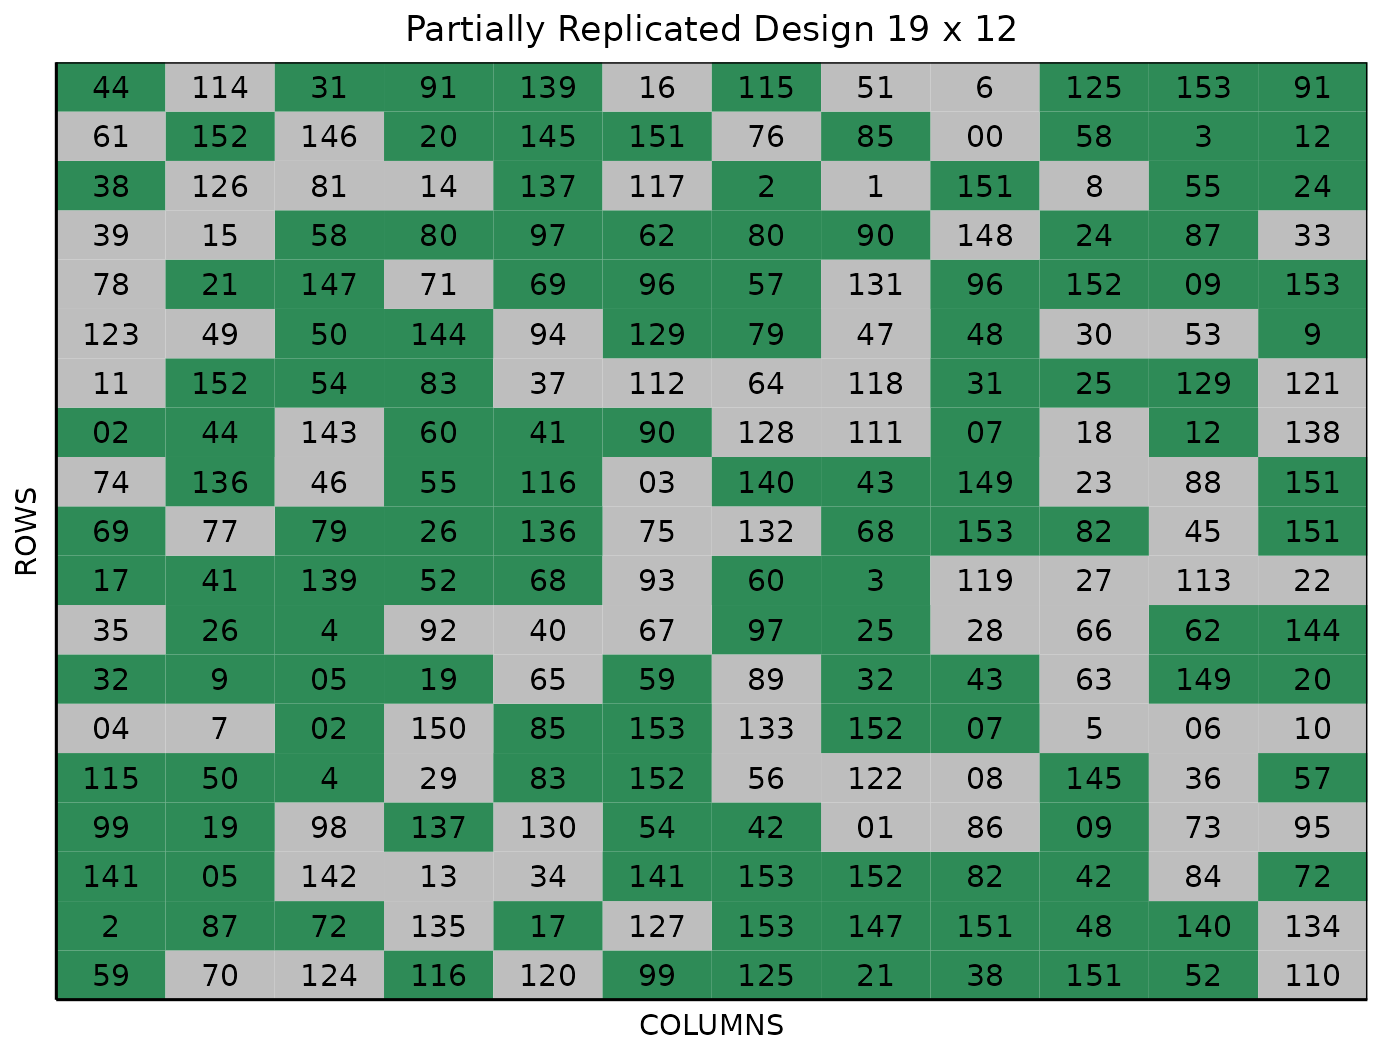 Partially Replicated Design 19 x 12
44 114 31 91 139 16 115 51 6 125 153 91
61 152 146 20 145 151 76 85 00 58 3 12
38 126 81 14 137 117 2 1 151 8 55 24
39 15 58 80 97 62 80 90 148 24 87 33
78 21 147 71 69 96 57 131 96 152 09 153
123 49 50 144 94 129 79 47 48 30 53 9
11 152 54 83 37 112 64 118 31 25 129 121
02 44 143 60 41 90 128 111 07 18 12 138
74 136 46 55 116 03 140 43 149 23 88 151
69 77 79 26 136 75 132 68 153 82 45 151
17 41 139 52 68 93 60 3 119 27 113 22
35 26 4 92 40 67 97 25 28 66 62 144
32 9 05 19 65 59 89 32 43 63 149 20
04 7 02 150 85 153 133 152 07 5 06 10
115 50 4 29 83 152 56 122 08 145 36 57
99 19 98 137 130 54 42 01 86 09 73 95
141 05 142 13 34 141 153 152 82 42 84 72
2 87 72 135 17 127 153 147 151 48 140 134
59 70 124 116 120 99 125 21 38 151 52 110
ROWS
COLUMNS